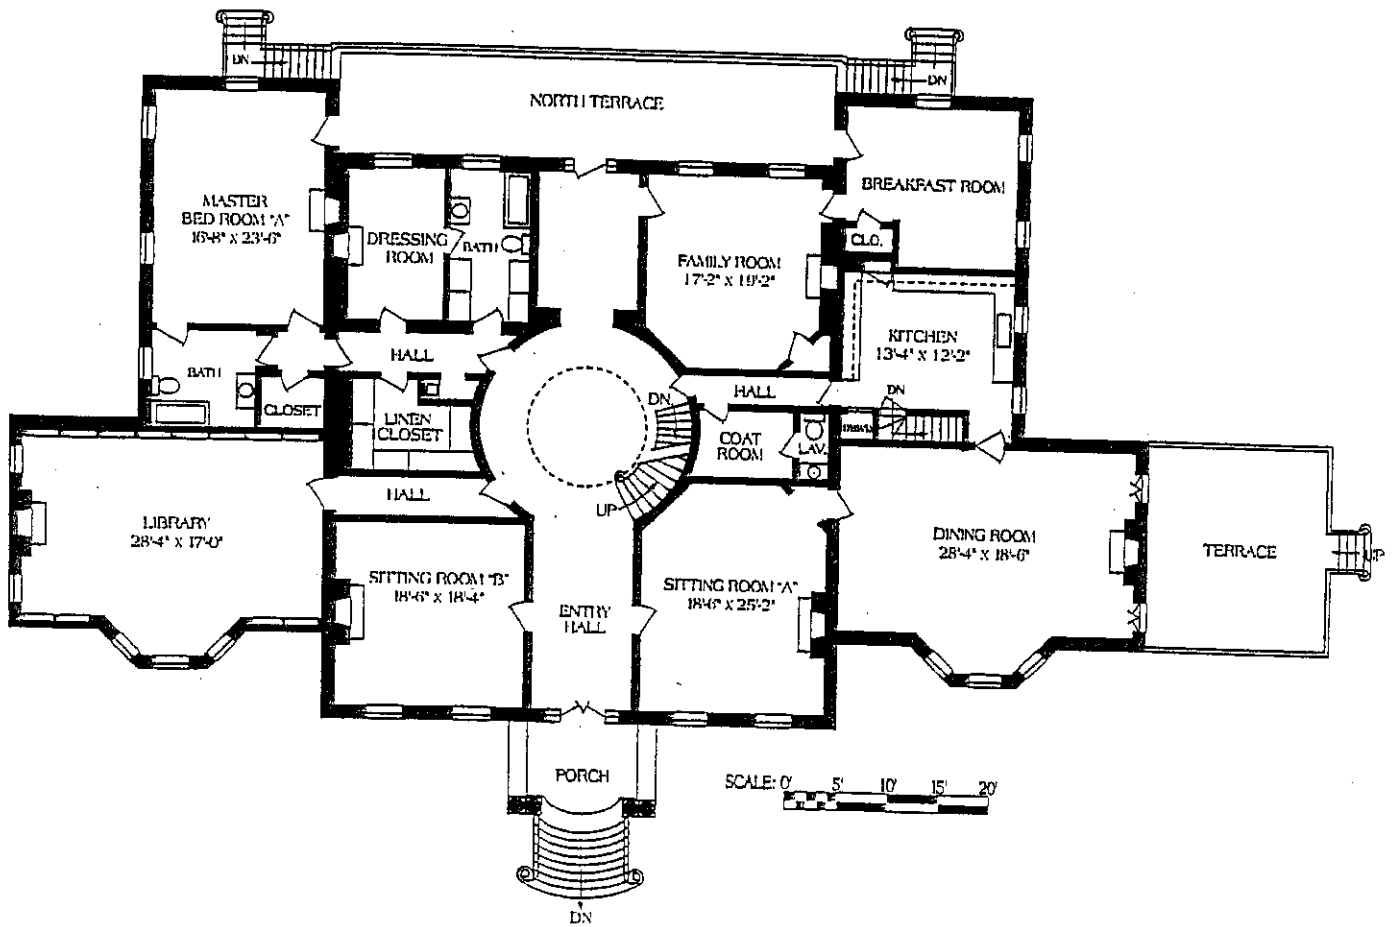 DN
DN
NORTH TERRACE
MASTER
BED ROOM "A"
16'-8" x 23'-6"
DRESSING
ROOM
BATH
FAMILY ROOM
17'-2" x 19'-2"
BREAKFAST ROOM
CLO.
KITCHEN
13'-4" x 12'-2"
DN
HALL
BATH
CLOSET
LINEN
CLOSET
HALL
DN
COAT
ROOM
LAV.
HALL
UP
LIBRARY
28'-4" x 17'-0"
SITTING ROOM "B"
18'-6" x 18'-4"
ENTRY
HALL
SITTING ROOM "A"
18'-6" x 25'-2"
DINING ROOM
28'-4" x 18'-6"
TERRACE
UP
PORCH
SCALE: 0' 5' 10' 15' 20'
DN